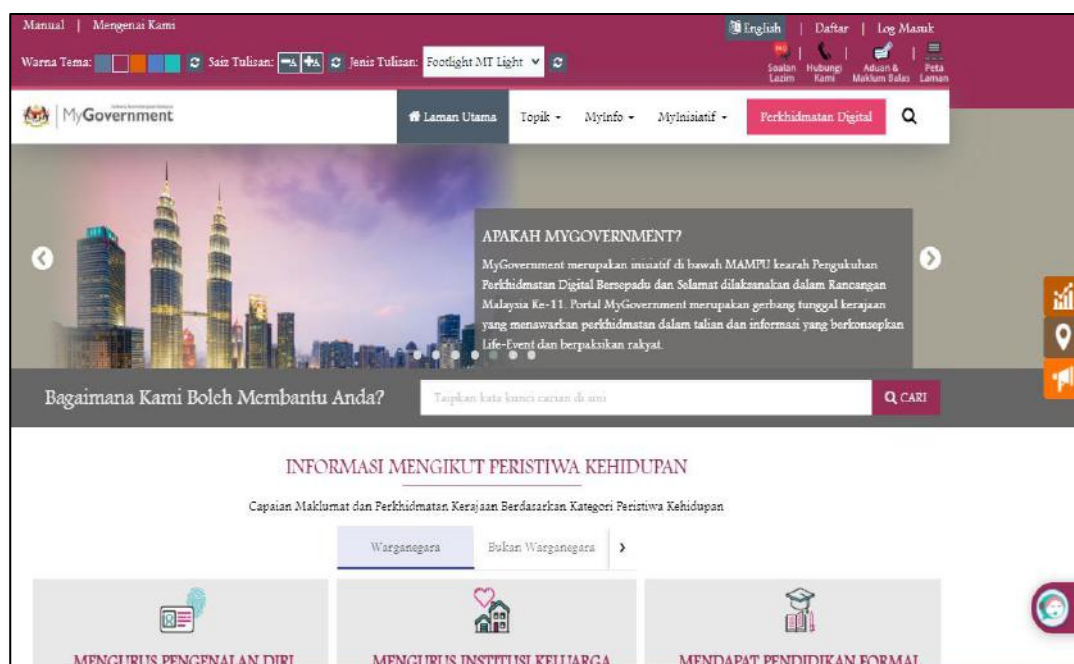 Manual | Mengenai Kami
English | Daftar | Log Masuk
Warna Tema: Saiz Tulisan: -A +A Jenis Tulisan: Footlight MT Light
Soalan Lazim | Hubungi Kami | Aduan & Maklum Balas | Peta Laman
MyGovernment
Laman Utama Topik MyInfo MyInisiatif Perkhidmatan Digital
APAKAH MYGOVERNMENT?
MyGovernment merupakan inisiatif di bawah MAMPU kearah Pengukuhan
Perkhidmatan Digital Bersepadu dan Selamat dilaksanakan dalam Rancangan
Malaysia Ke-11. Portal MyGovernment merupakan gerbang tunggal kerajaan
yang menawarkan perkhidmatan dalam talian dan informasi yang berkonsepkan
Life-Event dan berpaksikan rakyat.
Bagaimana Kami Boleh Membantu Anda?
Taipkan kata kunci carian di sini
CARI
INFORMASI MENGIKUT PERISTIWA KEHIDUPAN
Capaian Maklumat dan Perkhidmatan Kerajaan Berdasarkan Kategori Peristiwa Kehidupan
Warganegara Bukan Warganegara
MENGURUS PENGENALAN DIRI
MENGURUS INSTITUSI KELUARGA
MENDAPAT PENDIDIKAN FORMAL